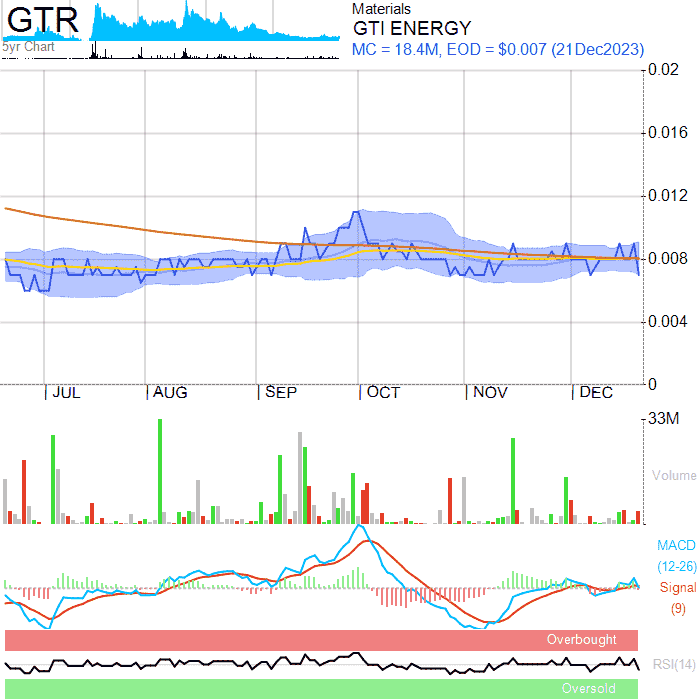 GTR
5yr Chart
Materials
GTI ENERGY
MC = 18.4M, EOD = $0.007 (21Dec2023)
0.02
0.016
0.012
0.008
0.004
0
JUL AUG SEP OCT NOV DEC
33M
Volume
MACD
(12-26)
Signal
(9)
Overbought
RSI(14)
Oversold